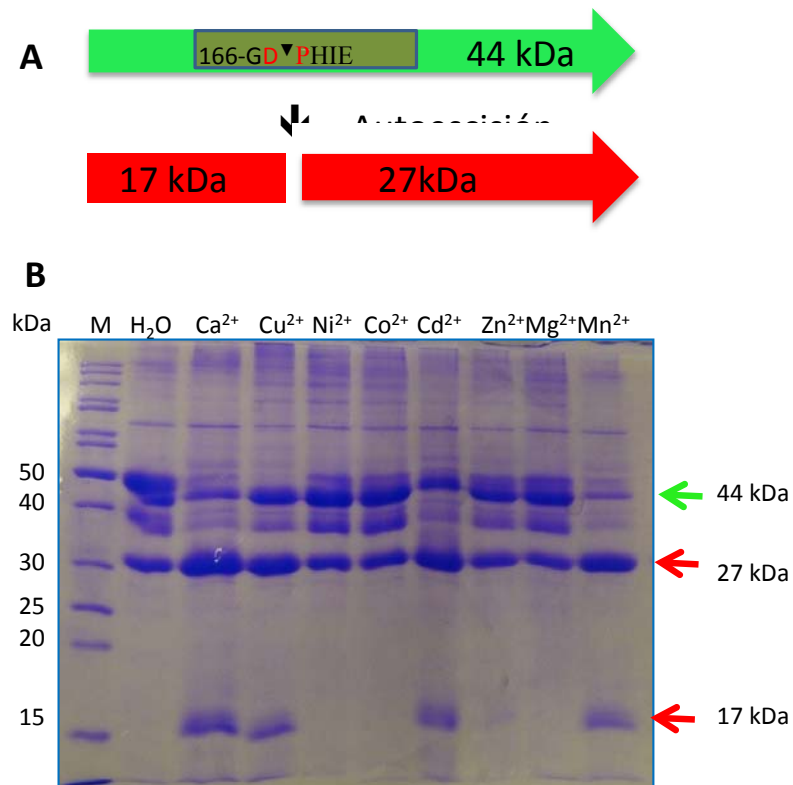 A
166-GD▼PHIE 44 kDa
17 kDa 27kDa
B
kDa M H₂O Ca²⁺ Cu²⁺ Ni²⁺ Co²⁺ Cd²⁺ Zn²⁺ Mg²⁺ Mn²⁺
50
40
30
25
20
15
44 kDa
27 kDa
17 kDa